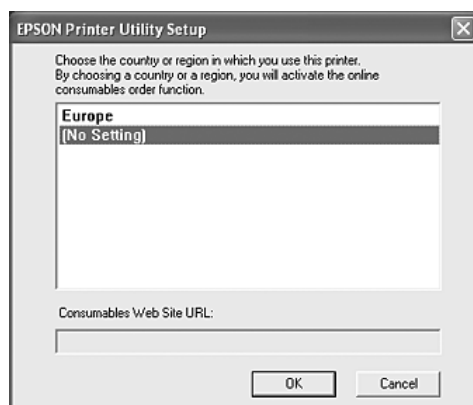 EPSON Printer Utility Setup
Choose the country or region in which you use this printer.
By choosing a country or a region, you will activate the online
consumables order function.
Europe
(No Setting)
Consumables Web Site URL:
OK
Cancel